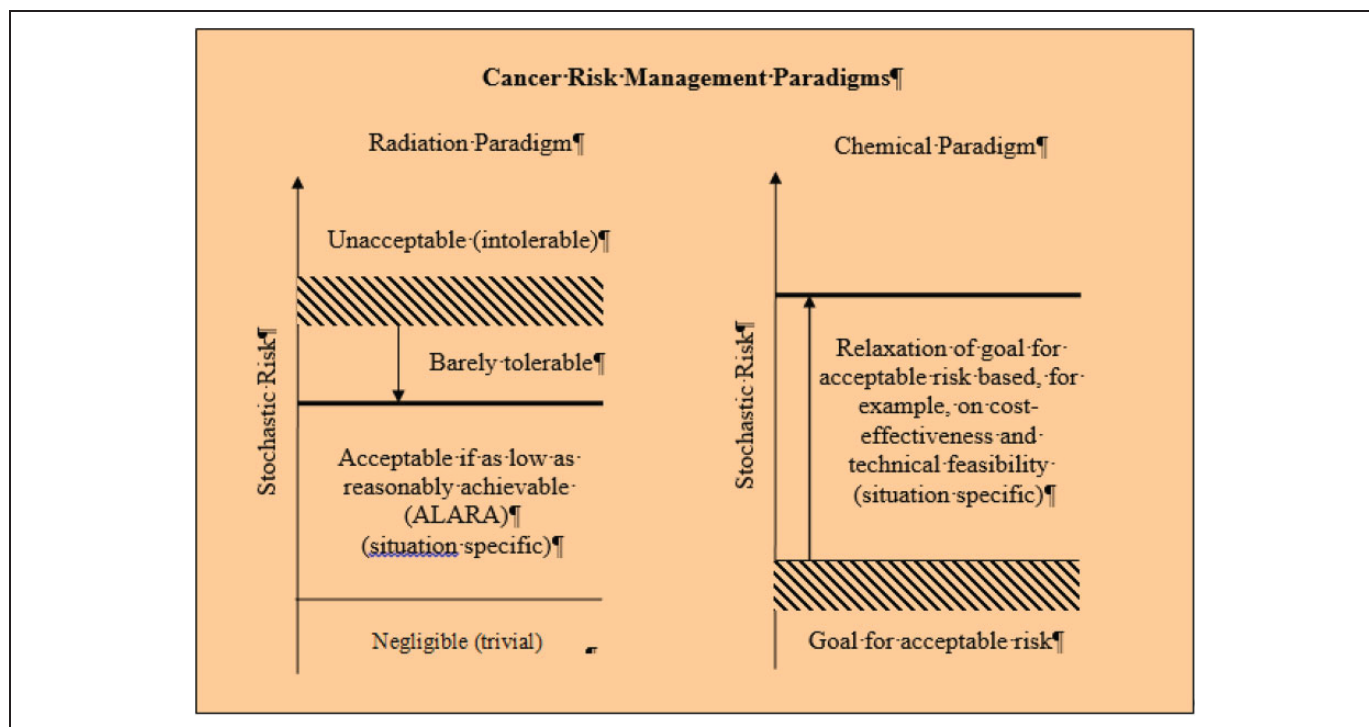 Cancer·Risk·Management·Paradigms¶
Radiation·Paradigm¶
Stochastic·Risk¶
Unacceptable·(intolerable)¶
Barely·tolerable¶
Acceptable·if·as·low·as·
reasonably·achievable·
(ALARA)¶
(situation·specific)¶
Negligible (trivial) ¶
Chemical·Paradigm¶
Stochastic·Risk¶
Relaxation·of·goal·for·
acceptable·risk·based,·for·
example,·on·cost-
effectiveness·and·
technical·feasibility·
(situation·specific)¶
Goal·for·acceptable·risk¶